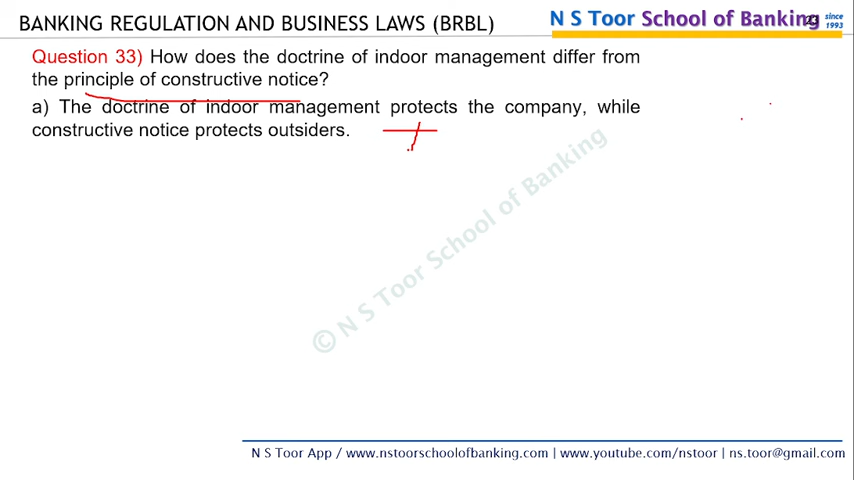 BANKING REGULATION AND BUSINESS LAWS (BRBL)
N S Toor School of Banking since 1993
Question 33) How does the doctrine of indoor management differ from
the principle of constructive notice?
a) The doctrine of indoor management protects the company, while
constructive notice protects outsiders.
© N S Toor School of Banking
N S Toor App / www.nstoorschoolofbanking.com | www.youtube.com/nstoor | ns.toor@gmail.com